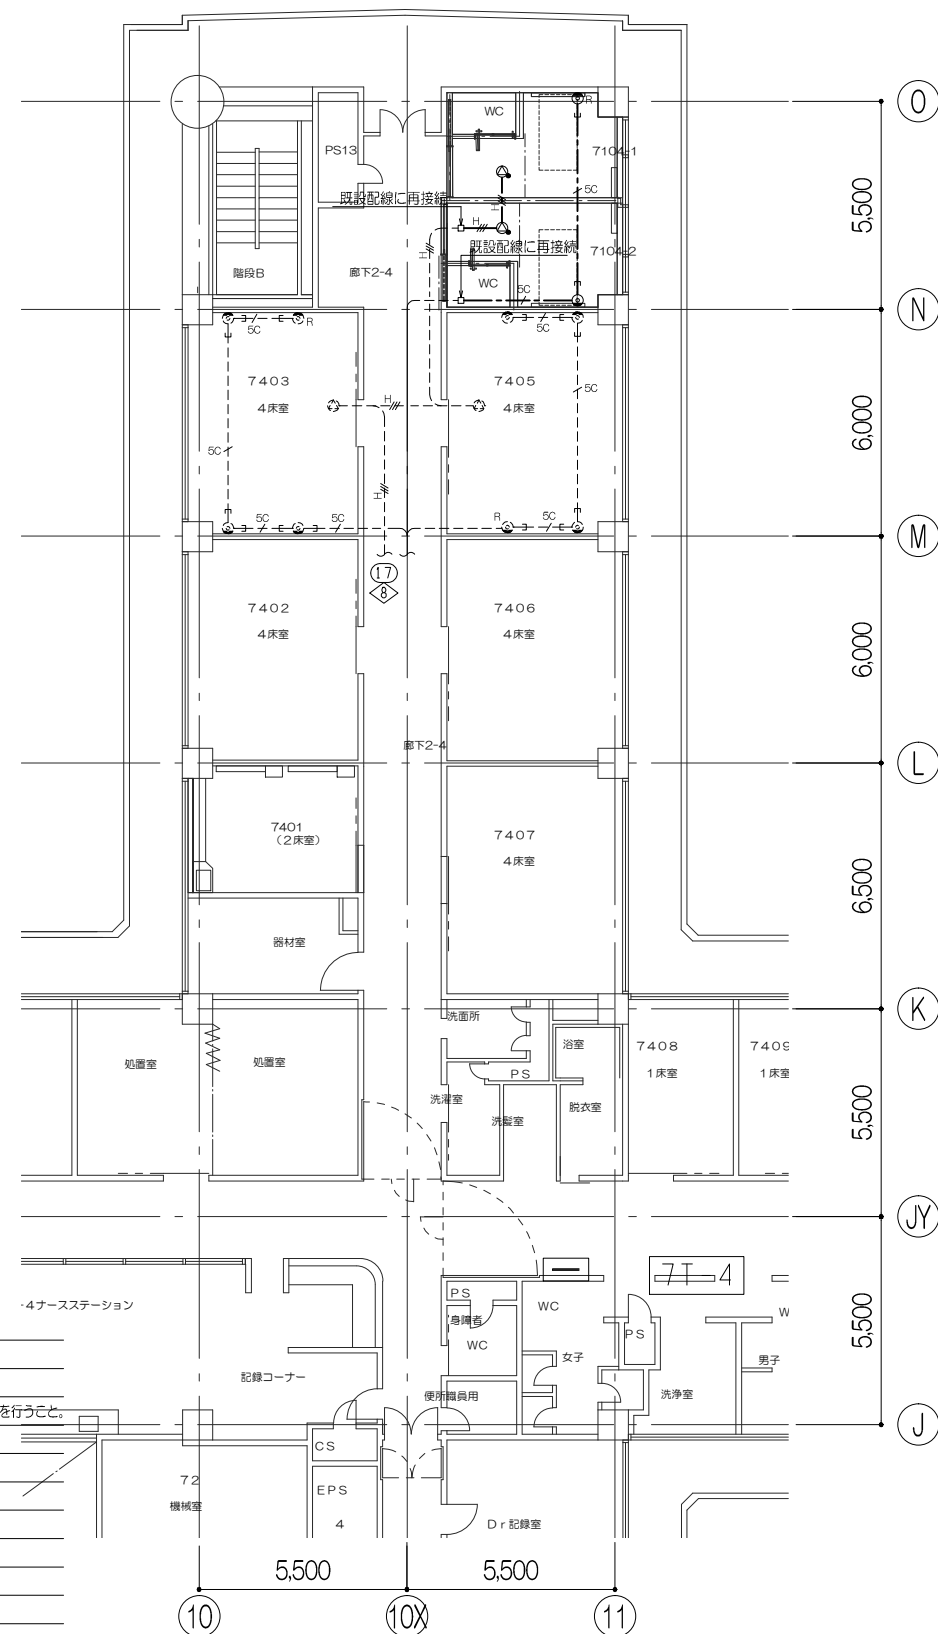 O
WC
R
PS13
7104-1
5C
既設配線に再接続
H
H
H
5,500
既設配線に再接続
7104-2
階段B
廊下2-4
WC
5C
N
R
5C
5C
7403
4床室
7405
4床室
5C
H
6,000
5C
H
R
5C
5C
5C
M
17
8
7402
4床室
7406
4床室
6,000
廊下2-4
L
7401
(2床室)
7407
4床室
6,500
器材室
K
洗面所
処置室
処置室
浴室
7408
1床室
7409
1床室
PS
洗濯室
洗髪室
脱衣室
5,500
JY
7T-4
-4ナースステーション
PS
身障者
WC
WC
PS
W
5,500
女子
男子
記録コーナー
便所職員用
洗浄室
を行うこと。
J
CS
72
機械室
EPS
4
Dr記録室
5,500
5,500
10
10X
11